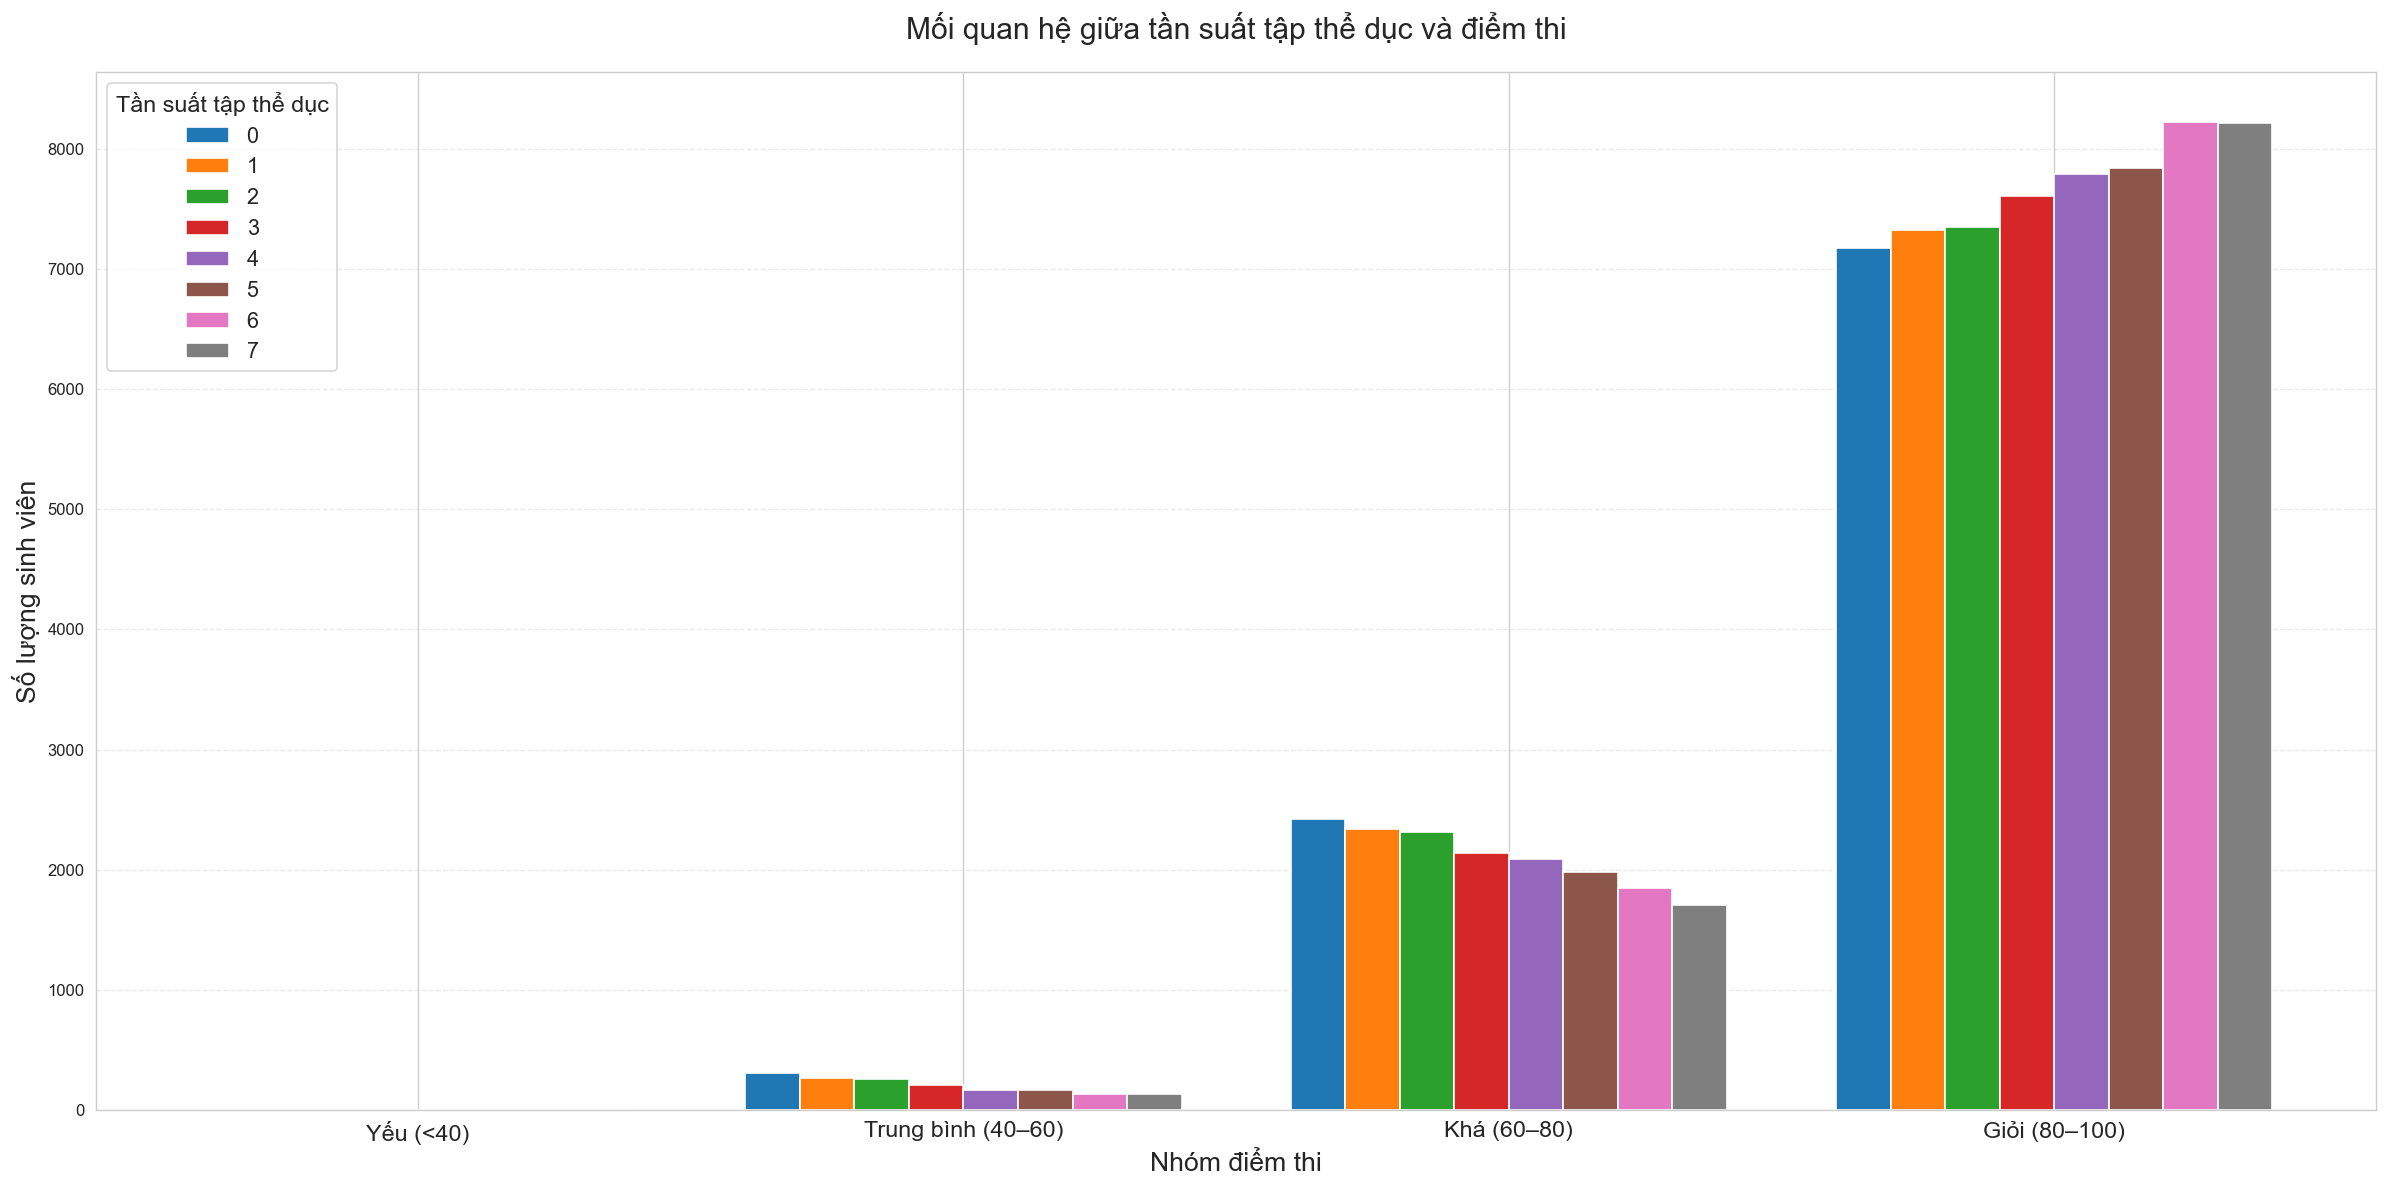 Mối quan hệ giữa tần suất tập thể dục và điểm thi
Tần suất tập thể dục
0
1
2
3
4
5
6
7
Số lượng sinh viên
8000
7000
6000
5000
4000
3000
2000
1000
0
Yếu (<40)
Trung bình (40–60)
Khá (60–80)
Giỏi (80–100)
Nhóm điểm thi